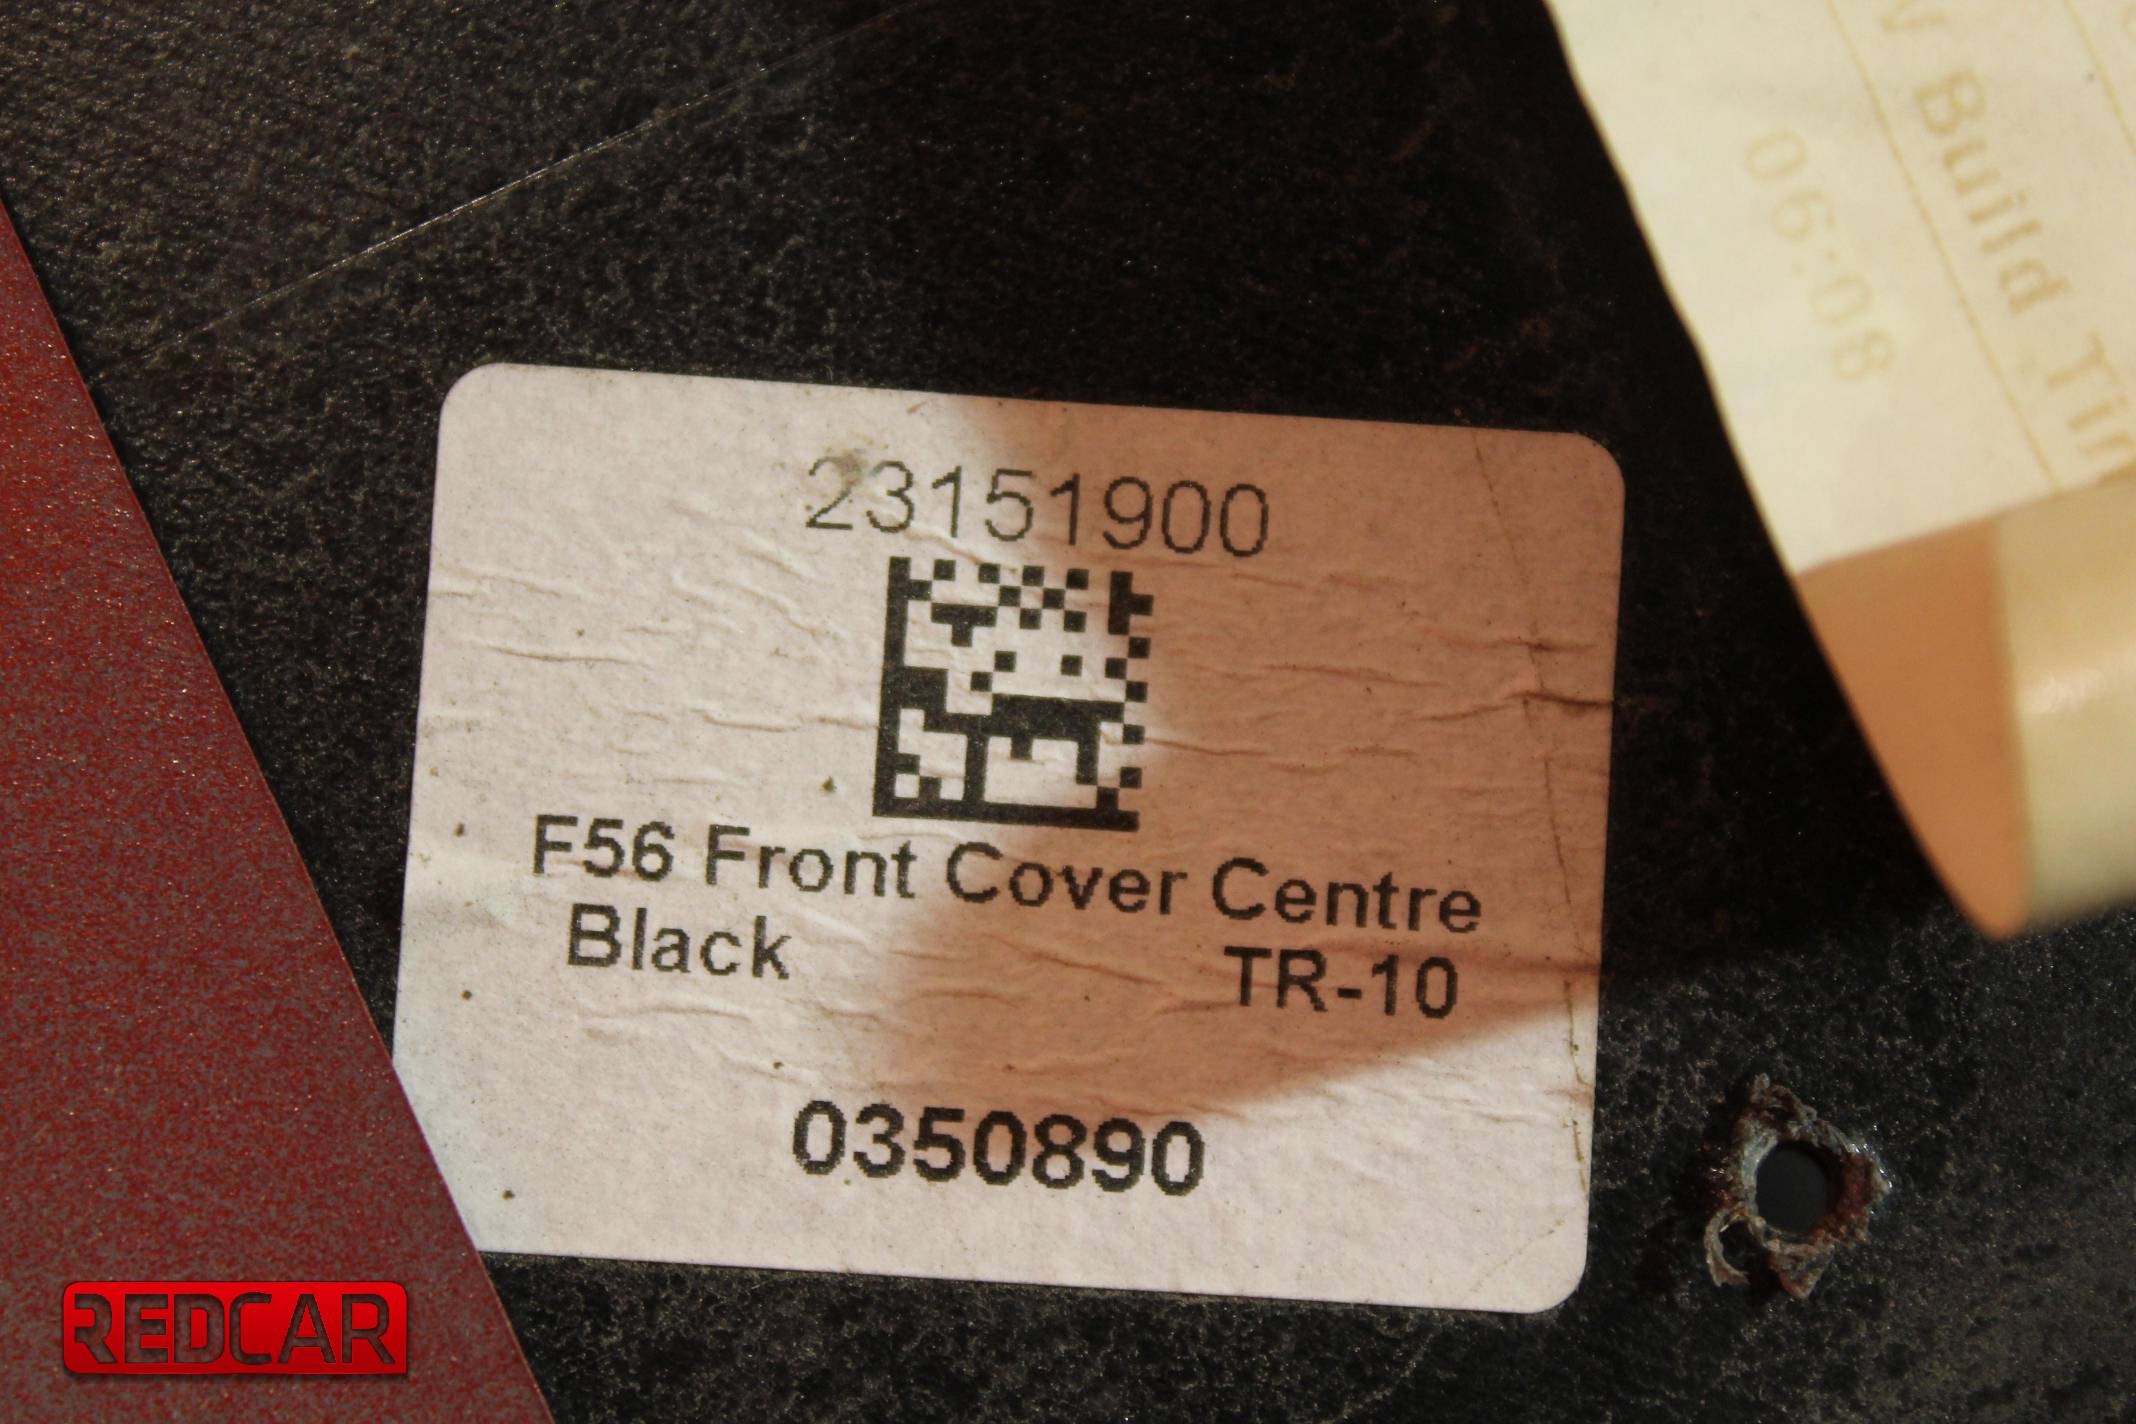 Build
06:08
23151900
F56 Front Cover Centre
Black TR-10
0350890
REDCAR